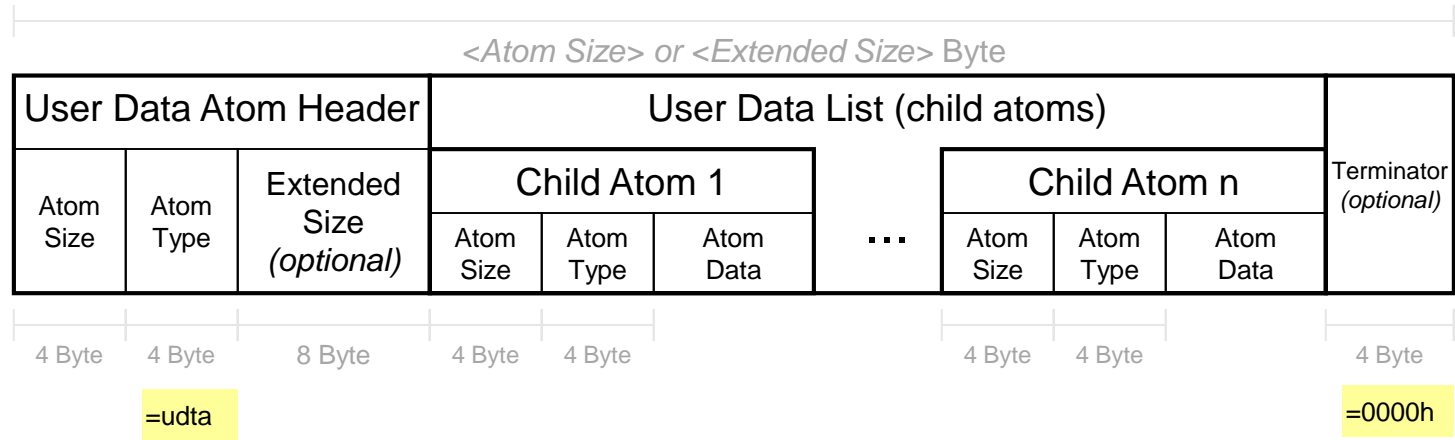 <Atom Size> or <Extended Size> Byte
User Data Atom Header
User Data List (child atoms)
Terminator
(optional)
Atom
Size
Atom
Type
Extended
Size
(optional)
Child Atom 1
Atom
Size
Atom
Type
Atom
Data
...
Child Atom n
Atom
Size
Atom
Type
Atom
Data
4 Byte
4 Byte
8 Byte
4 Byte
4 Byte
4 Byte
4 Byte
4 Byte
=udta
=0000h